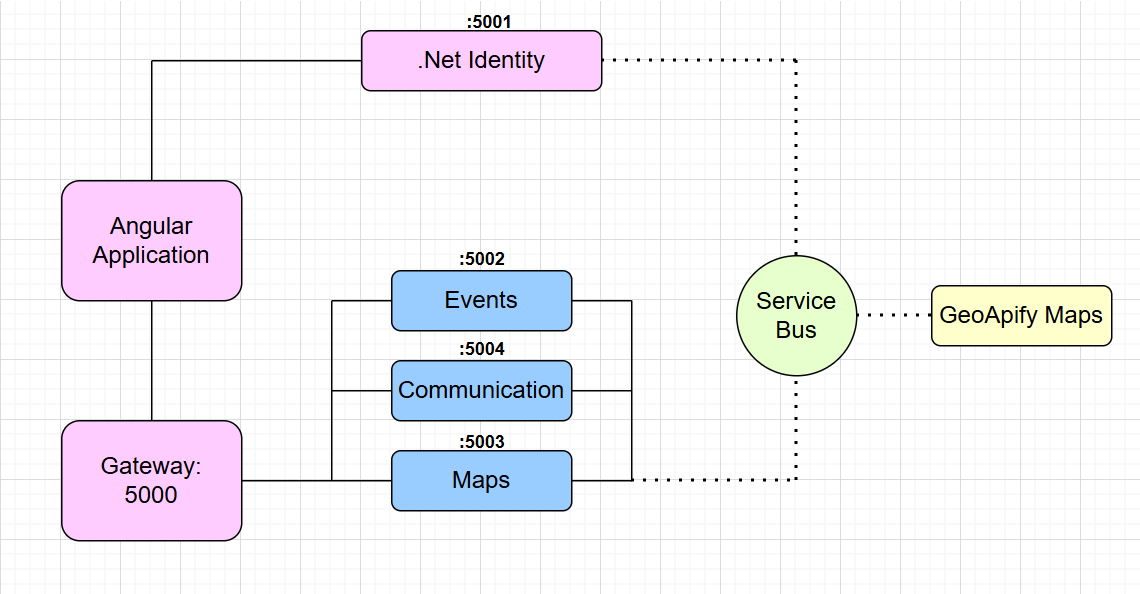 :5001
.Net Identity
Angular
Application
:5002
Events
:5004
Communication
:5003
Maps
Gateway:
5000
Service
Bus
GeoApify Maps